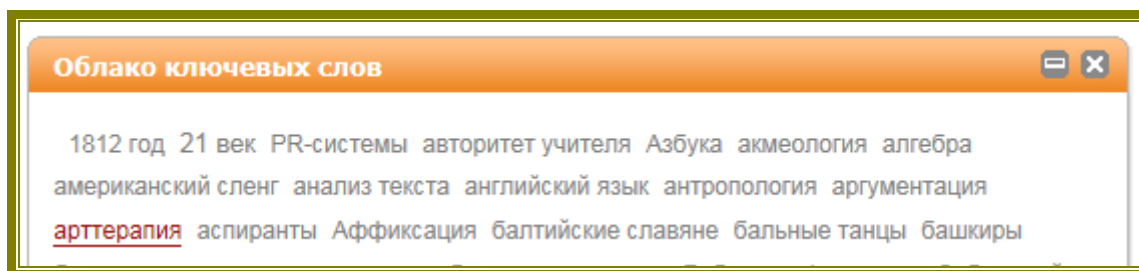 Облако ключевых слов
1812 год 21 век PR-системы авторитет учителя Азбука акмеология алгебра
американский сленг анализ текста английский язык антропология аргументация
арттерапия аспиранты Аффиксация балтийские славяне бальные танцы башкиры